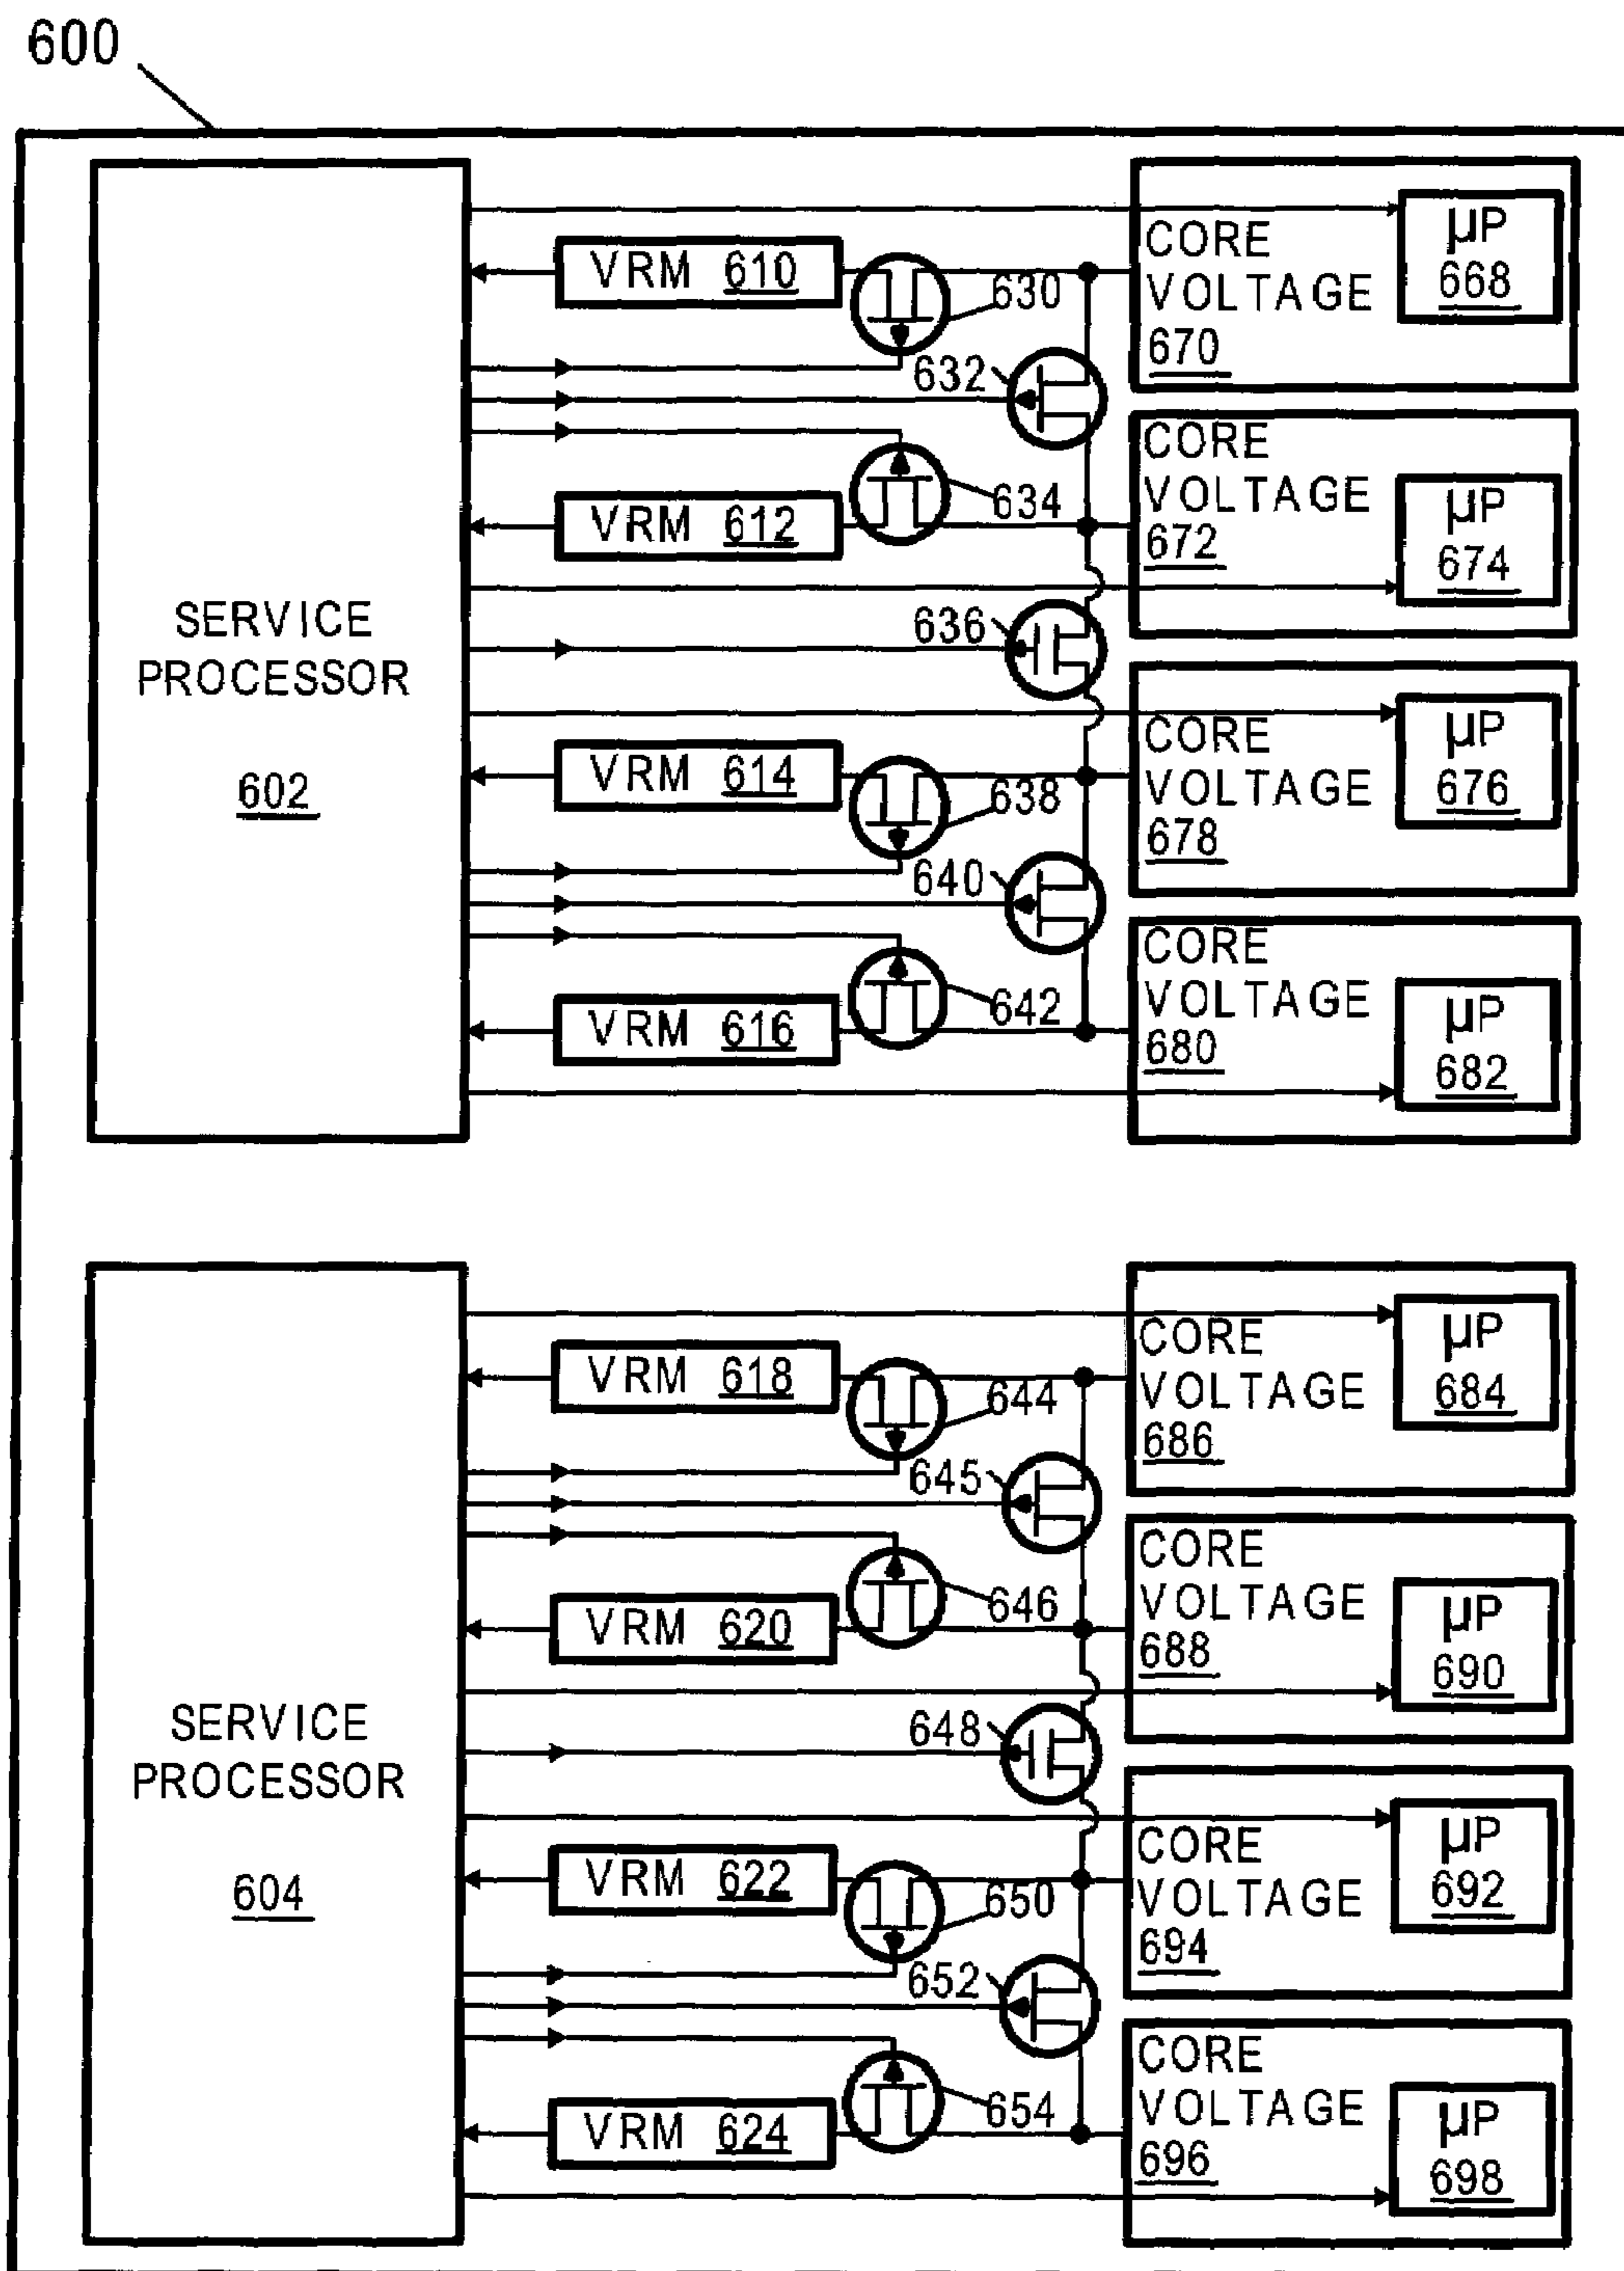 600
SERVICE
PROCESSOR
602
VRM 610
630
632
634
VRM 612
636
VRM 614
638
640
642
VRM 616
CORE
VOLTAGE
670
µP
668
CORE
VOLTAGE
672
µP
674
CORE
VOLTAGE
678
µP
676
CORE
VOLTAGE
680
µP
682
SERVICE
PROCESSOR
604
VRM 618
644
645
646
VRM 620
648
VRM 622
650
652
654
VRM 624
CORE
VOLTAGE
686
µP
684
CORE
VOLTAGE
688
µP
690
CORE
VOLTAGE
694
µP
692
CORE
VOLTAGE
696
µP
698